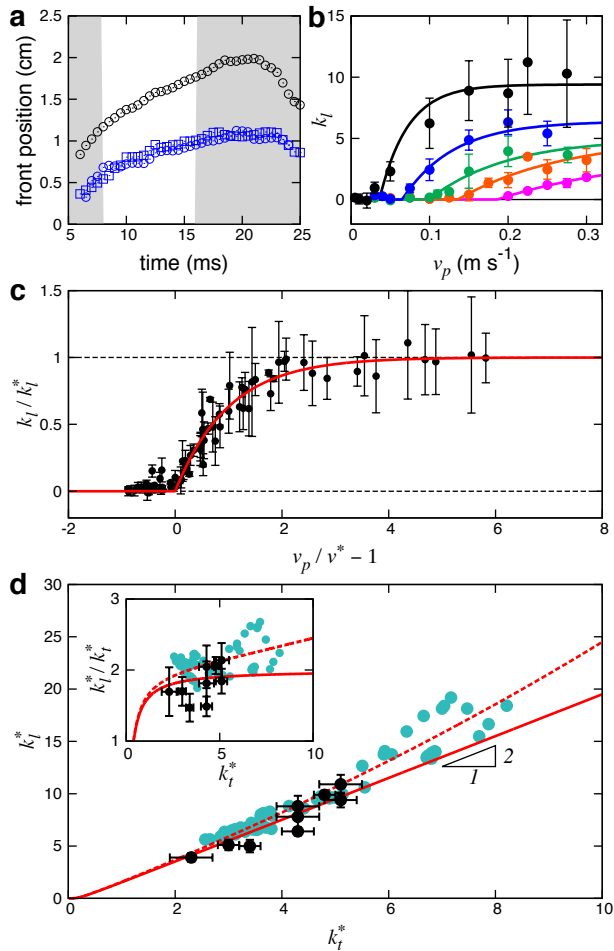 a
b
2.5
2
1.5
1
0.5
0
5 10 15 20 25
front position (cm)
time (ms)
15
10
5
0
0 0.1 0.2 0.3
k_l
v_p (m s⁻¹)
c
1.5
1
0.5
0
-2 0 2 4 6 8
k_l / k_l^*
v_p / v^* − 1
d
30
25
20
15
10
5
0
0 2 4 6 8 10
k_l^*
k_t^*
3
2
1
5 10
k_l^* / k_t^*
k_t^*
2
1